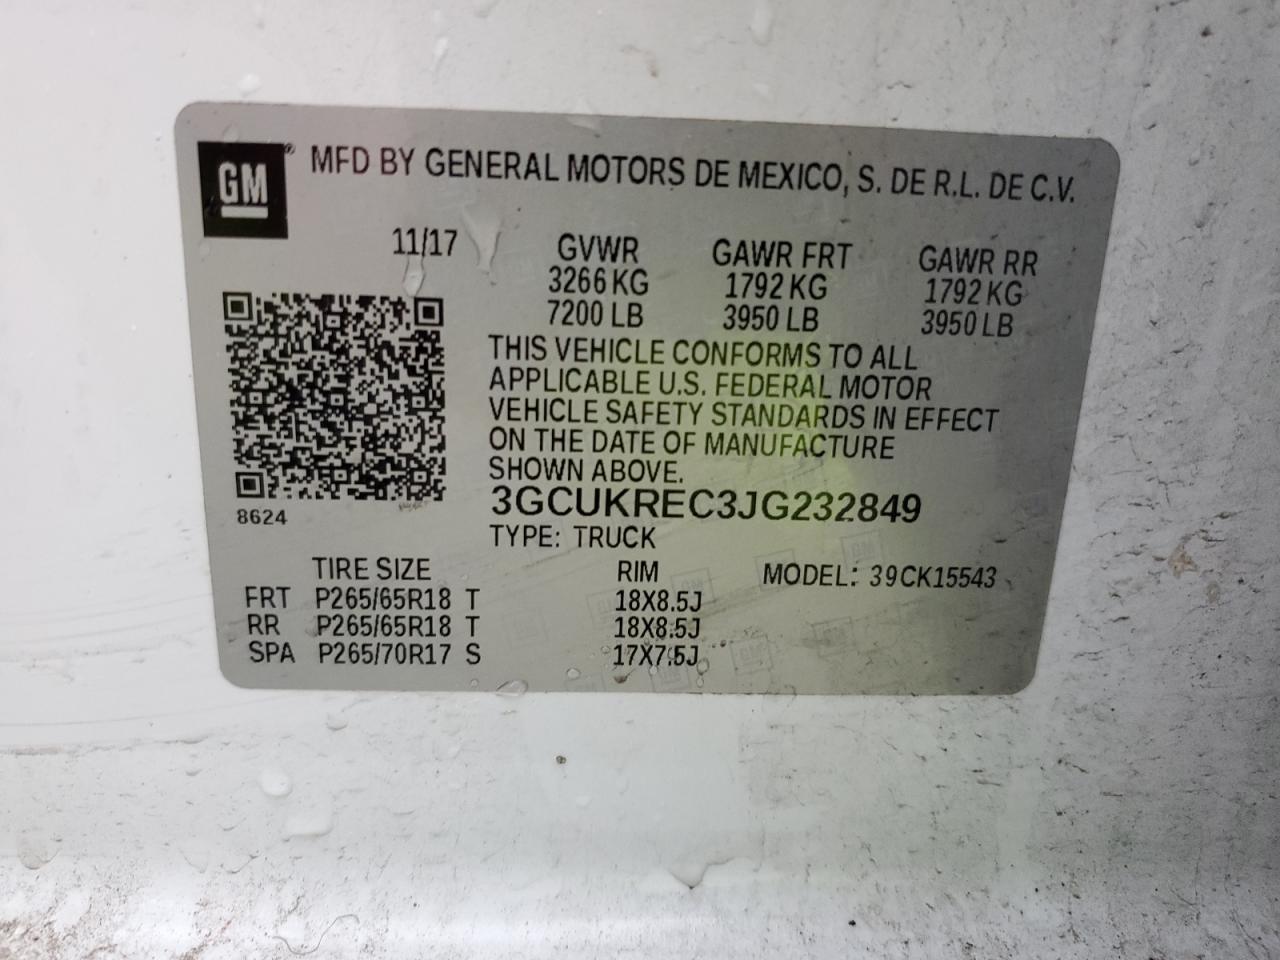 GM® MFD BY GENERAL MOTORS DE MEXICO, S. DE R.L. DE C.V.
11/17 GVWR GAWR FRT GAWR RR
3266 KG 1792 KG 1792 KG
7200 LB 3950 LB 3950 LB
THIS VEHICLE CONFORMS TO ALL
APPLICABLE U.S. FEDERAL MOTOR
VEHICLE SAFETY STANDARDS IN EFFECT
ON THE DATE OF MANUFACTURE
SHOWN ABOVE.
3GCUKREC3JG232849
8624
TYPE: TRUCK
TIRE SIZE RIM MODEL: 39CK15543
FRT P265/65R18 T 18X8.5J
RR P265/65R18 T 18X8.5J
SPA P265/70R17 S 17X7.5J